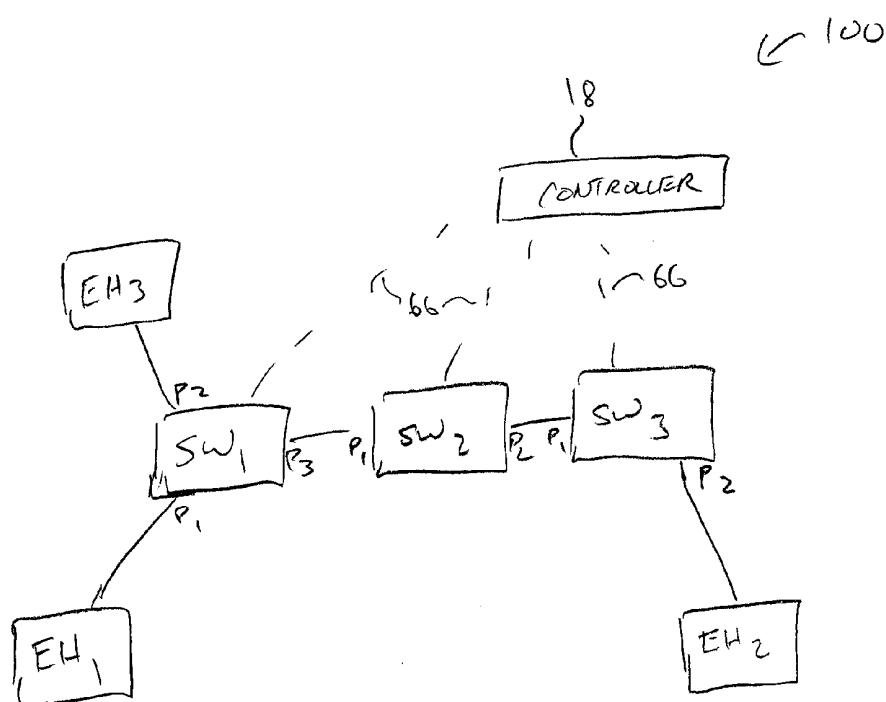 100
18
CONTROLLER
EH3
66
66
P2
SW1
P3
P1
SW2
P2
P1
SW3
P2
P1
EH1
EH2